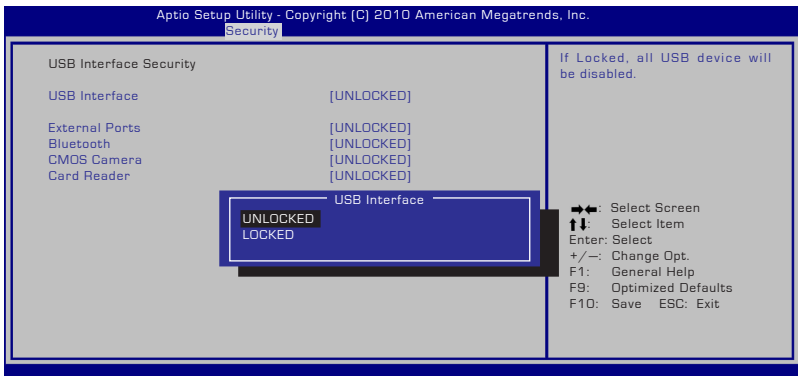 Aptio Setup Utility - Copyright (C) 2010 American Megatrends, Inc.
Security
USB Interface Security
USB Interface [UNLOCKED]
External Ports [UNLOCKED]
Bluetooth [UNLOCKED]
CMOS Camera [UNLOCKED]
Card Reader [UNLOCKED]
USB Interface
UNLOCKED
LOCKED
If Locked, all USB device will
be disabled.
→←: Select Screen
↑↓: Select Item
Enter: Select
+/—: Change Opt.
F1: General Help
F9: Optimized Defaults
F10: Save ESC: Exit